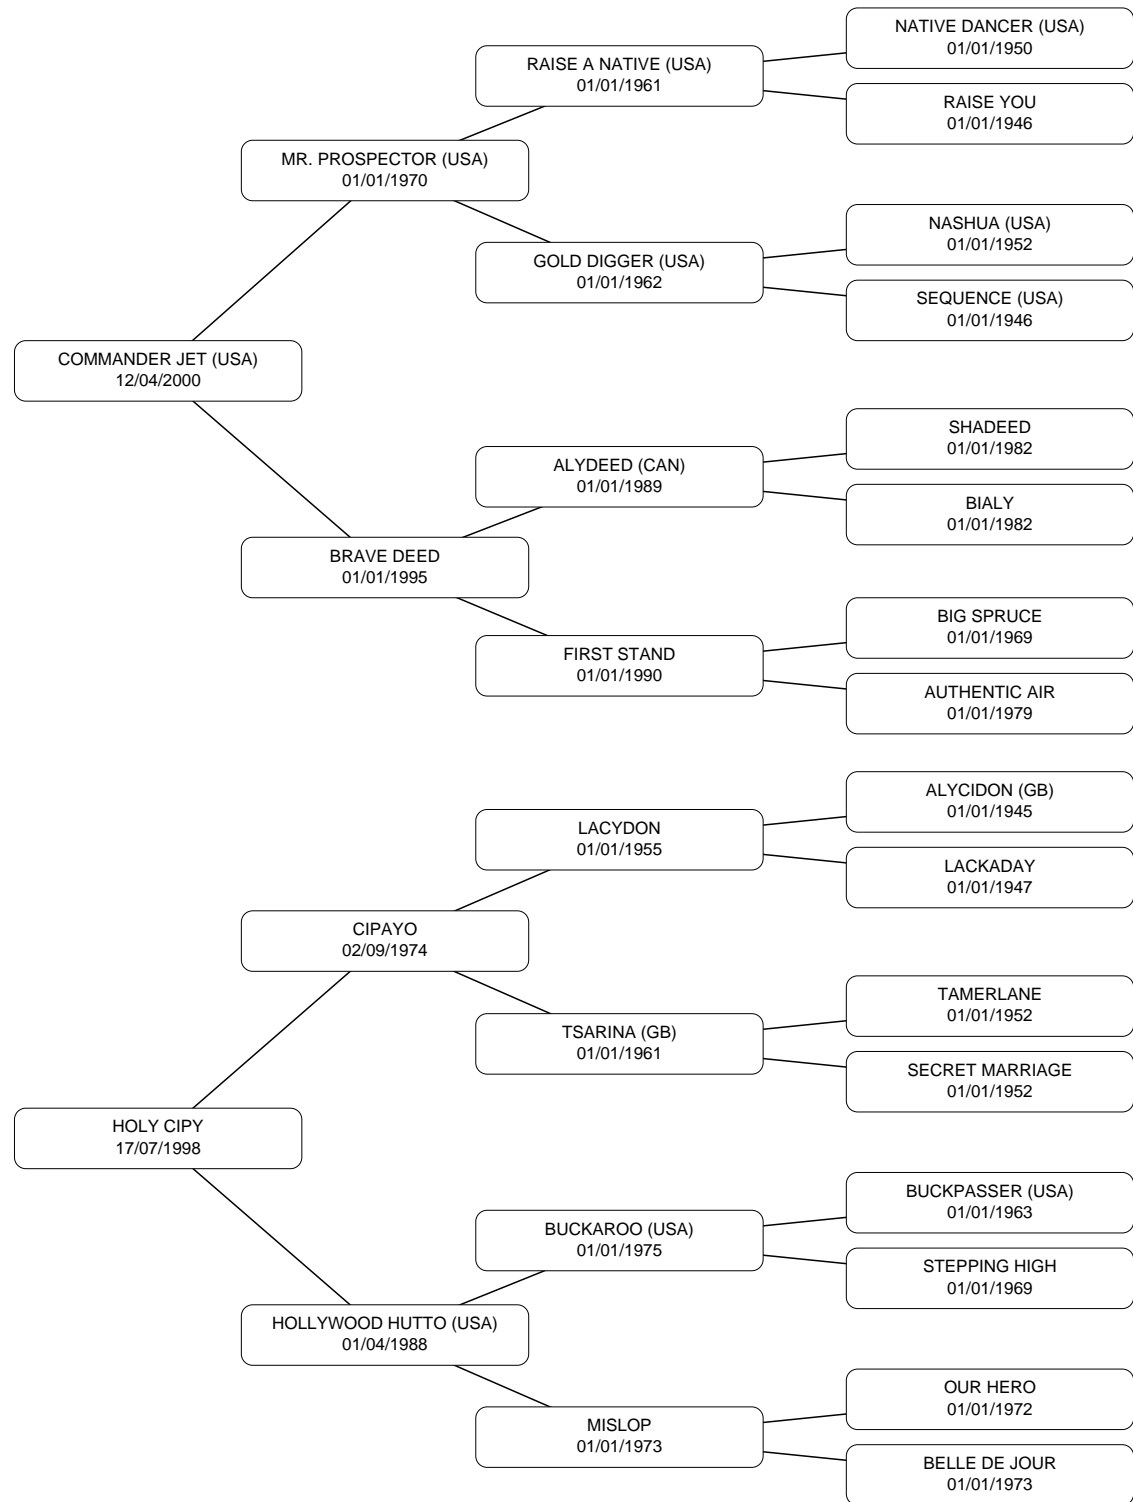 NATIVE DANCER (USA)
01/01/1950
RAISE A NATIVE (USA)
01/01/1961
RAISE YOU
01/01/1946
MR. PROSPECTOR (USA)
01/01/1970
NASHUA (USA)
01/01/1952
GOLD DIGGER (USA)
01/01/1962
SEQUENCE (USA)
01/01/1946
COMMANDER JET (USA)
12/04/2000
SHADEED
01/01/1982
ALYDEED (CAN)
01/01/1989
BIALY
01/01/1982
BRAVE DEED
01/01/1995
BIG SPRUCE
01/01/1969
FIRST STAND
01/01/1990
AUTHENTIC AIR
01/01/1979
ALYCIDON (GB)
01/01/1945
LACYDON
01/01/1955
LACKADAY
01/01/1947
CIPAYO
02/09/1974
TAMERLANE
01/01/1952
TSARINA (GB)
01/01/1961
SECRET MARRIAGE
01/01/1952
HOLY CIPY
17/07/1998
BUCKPASSER (USA)
01/01/1963
BUCKAROO (USA)
01/01/1975
STEPPING HIGH
01/01/1969
HOLLYWOOD HUTTO (USA)
01/04/1988
OUR HERO
01/01/1972
MISLOP
01/01/1973
BELLE DE JOUR
01/01/1973